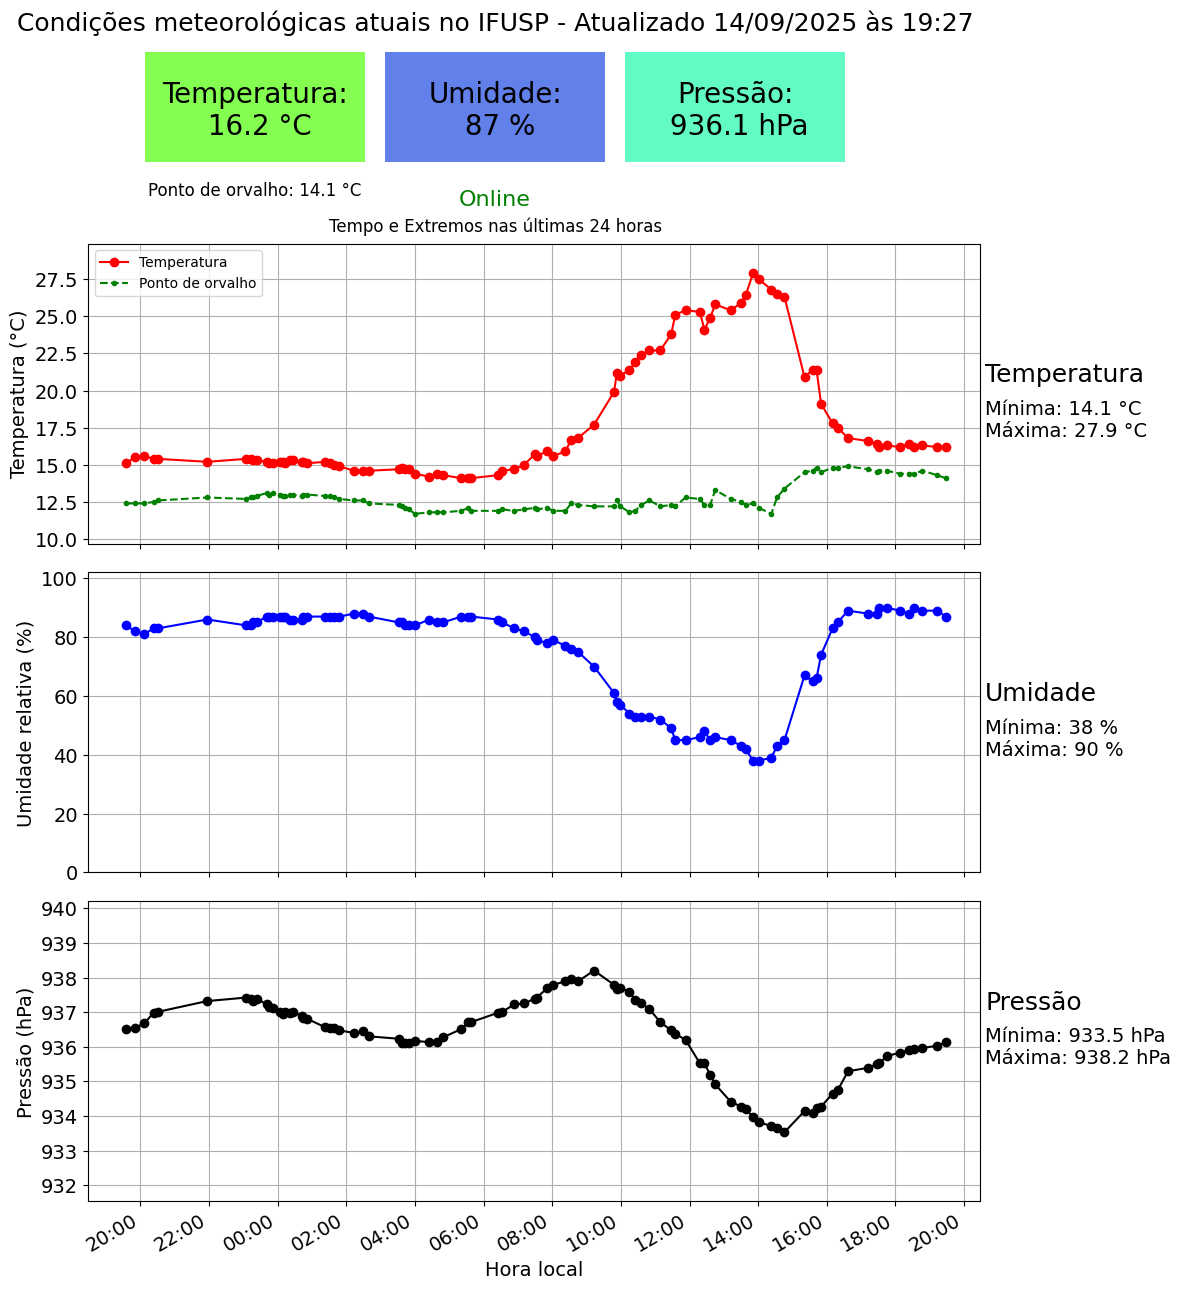 Condições meteorológicas atuais no IFUSP - Atualizado 14/09/2025 às 19:27
Temperatura:
16.2 °C
Umidade:
87 %
Pressão:
936.1 hPa
Ponto de orvalho: 14.1 °C
Online
Tempo e Extremos nas últimas 24 horas
Temperatura
Ponto de orvalho
Temperatura (°C)
27.5
25.0
22.5
20.0
17.5
15.0
12.5
10.0
Temperatura
Mínima: 14.1 °C
Máxima: 27.9 °C
Umidade relativa (%)
100
80
60
40
20
0
Umidade
Mínima: 38 %
Máxima: 90 %
Pressão (hPa)
940
939
938
937
936
935
934
933
932
Pressão
Mínima: 933.5 hPa
Máxima: 938.2 hPa
20:00
22:00
00:00
02:00
04:00
06:00
08:00
10:00
12:00
14:00
16:00
18:00
20:00
Hora local